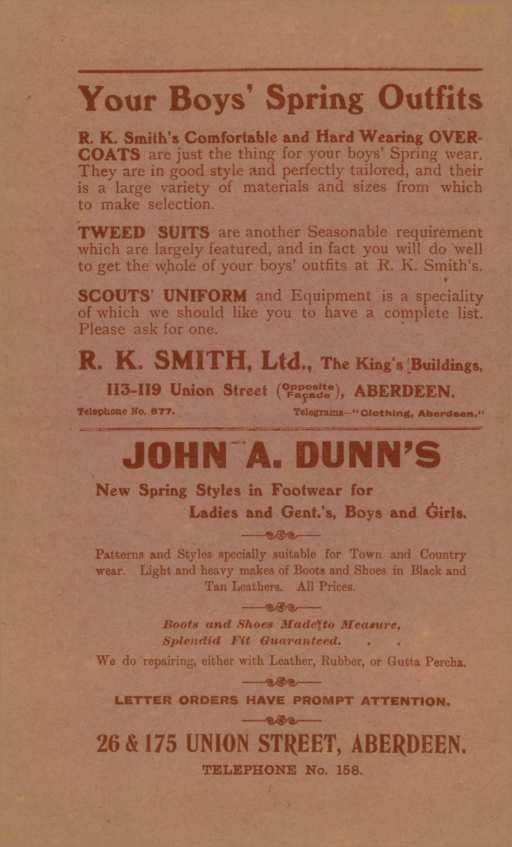 Your Boys' Spring Outfits
R. K. Smith's Comfortable and Hard Wearing OVER-
COATS are just the thing for your boys' Spring wear.
They are in good style and perfectly tailored, and their
is a large variety of materials and sizes from which
to make selection.
TWEED SUITS are another Seasonable requirement
which are largely featured, and in fact you will do well
to get the whole of your boys' outfits at R. K. Smith's.
SCOUTS' UNIFORM and Equipment is a speciality
of which we should like you to have a complete list.
Please ask for one.
R. K. SMITH, Ltd., The King's Buildings,
113-119 Union Street (Opposite Façade), ABERDEEN.
Telephone No. 677. Telegrams—"Clothing, Aberdeen."
JOHN A. DUNN'S
New Spring Styles in Footwear for
Ladies and Gent.'s, Boys and Girls.
Patterns and Styles specially suitable for Town and Country
wear. Light and heavy makes of Boots and Shoes in Black and
Tan Leathers. All Prices.
Boots and Shoes Made to Measure,
Splendid Fit Guaranteed. . .
We do repairing, either with Leather, Rubber, or Gutta Percha.
LETTER ORDERS HAVE PROMPT ATTENTION.
26 & 175 UNION STREET, ABERDEEN.
TELEPHONE No. 158.